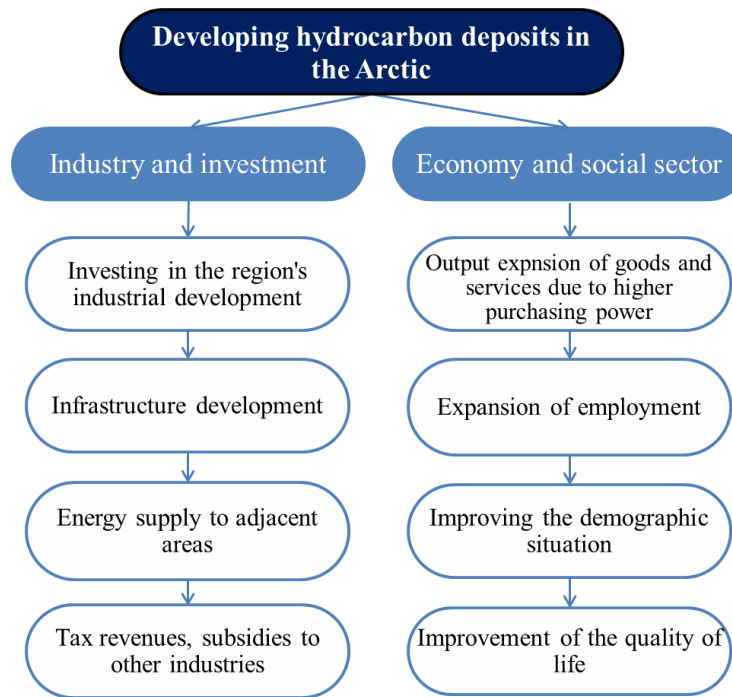 Developing hydrocarbon deposits in
the Arctic
Industry and investment
Economy and social sector
Investing in the region's
industrial development
Output expnsion of goods and
services due to higher
purchasing power
Infrastructure development
Expansion of employment
Energy supply to adjacent
areas
Improving the demographic
situation
Tax revenues, subsidies to
other industries
Improvement of the quality of
life